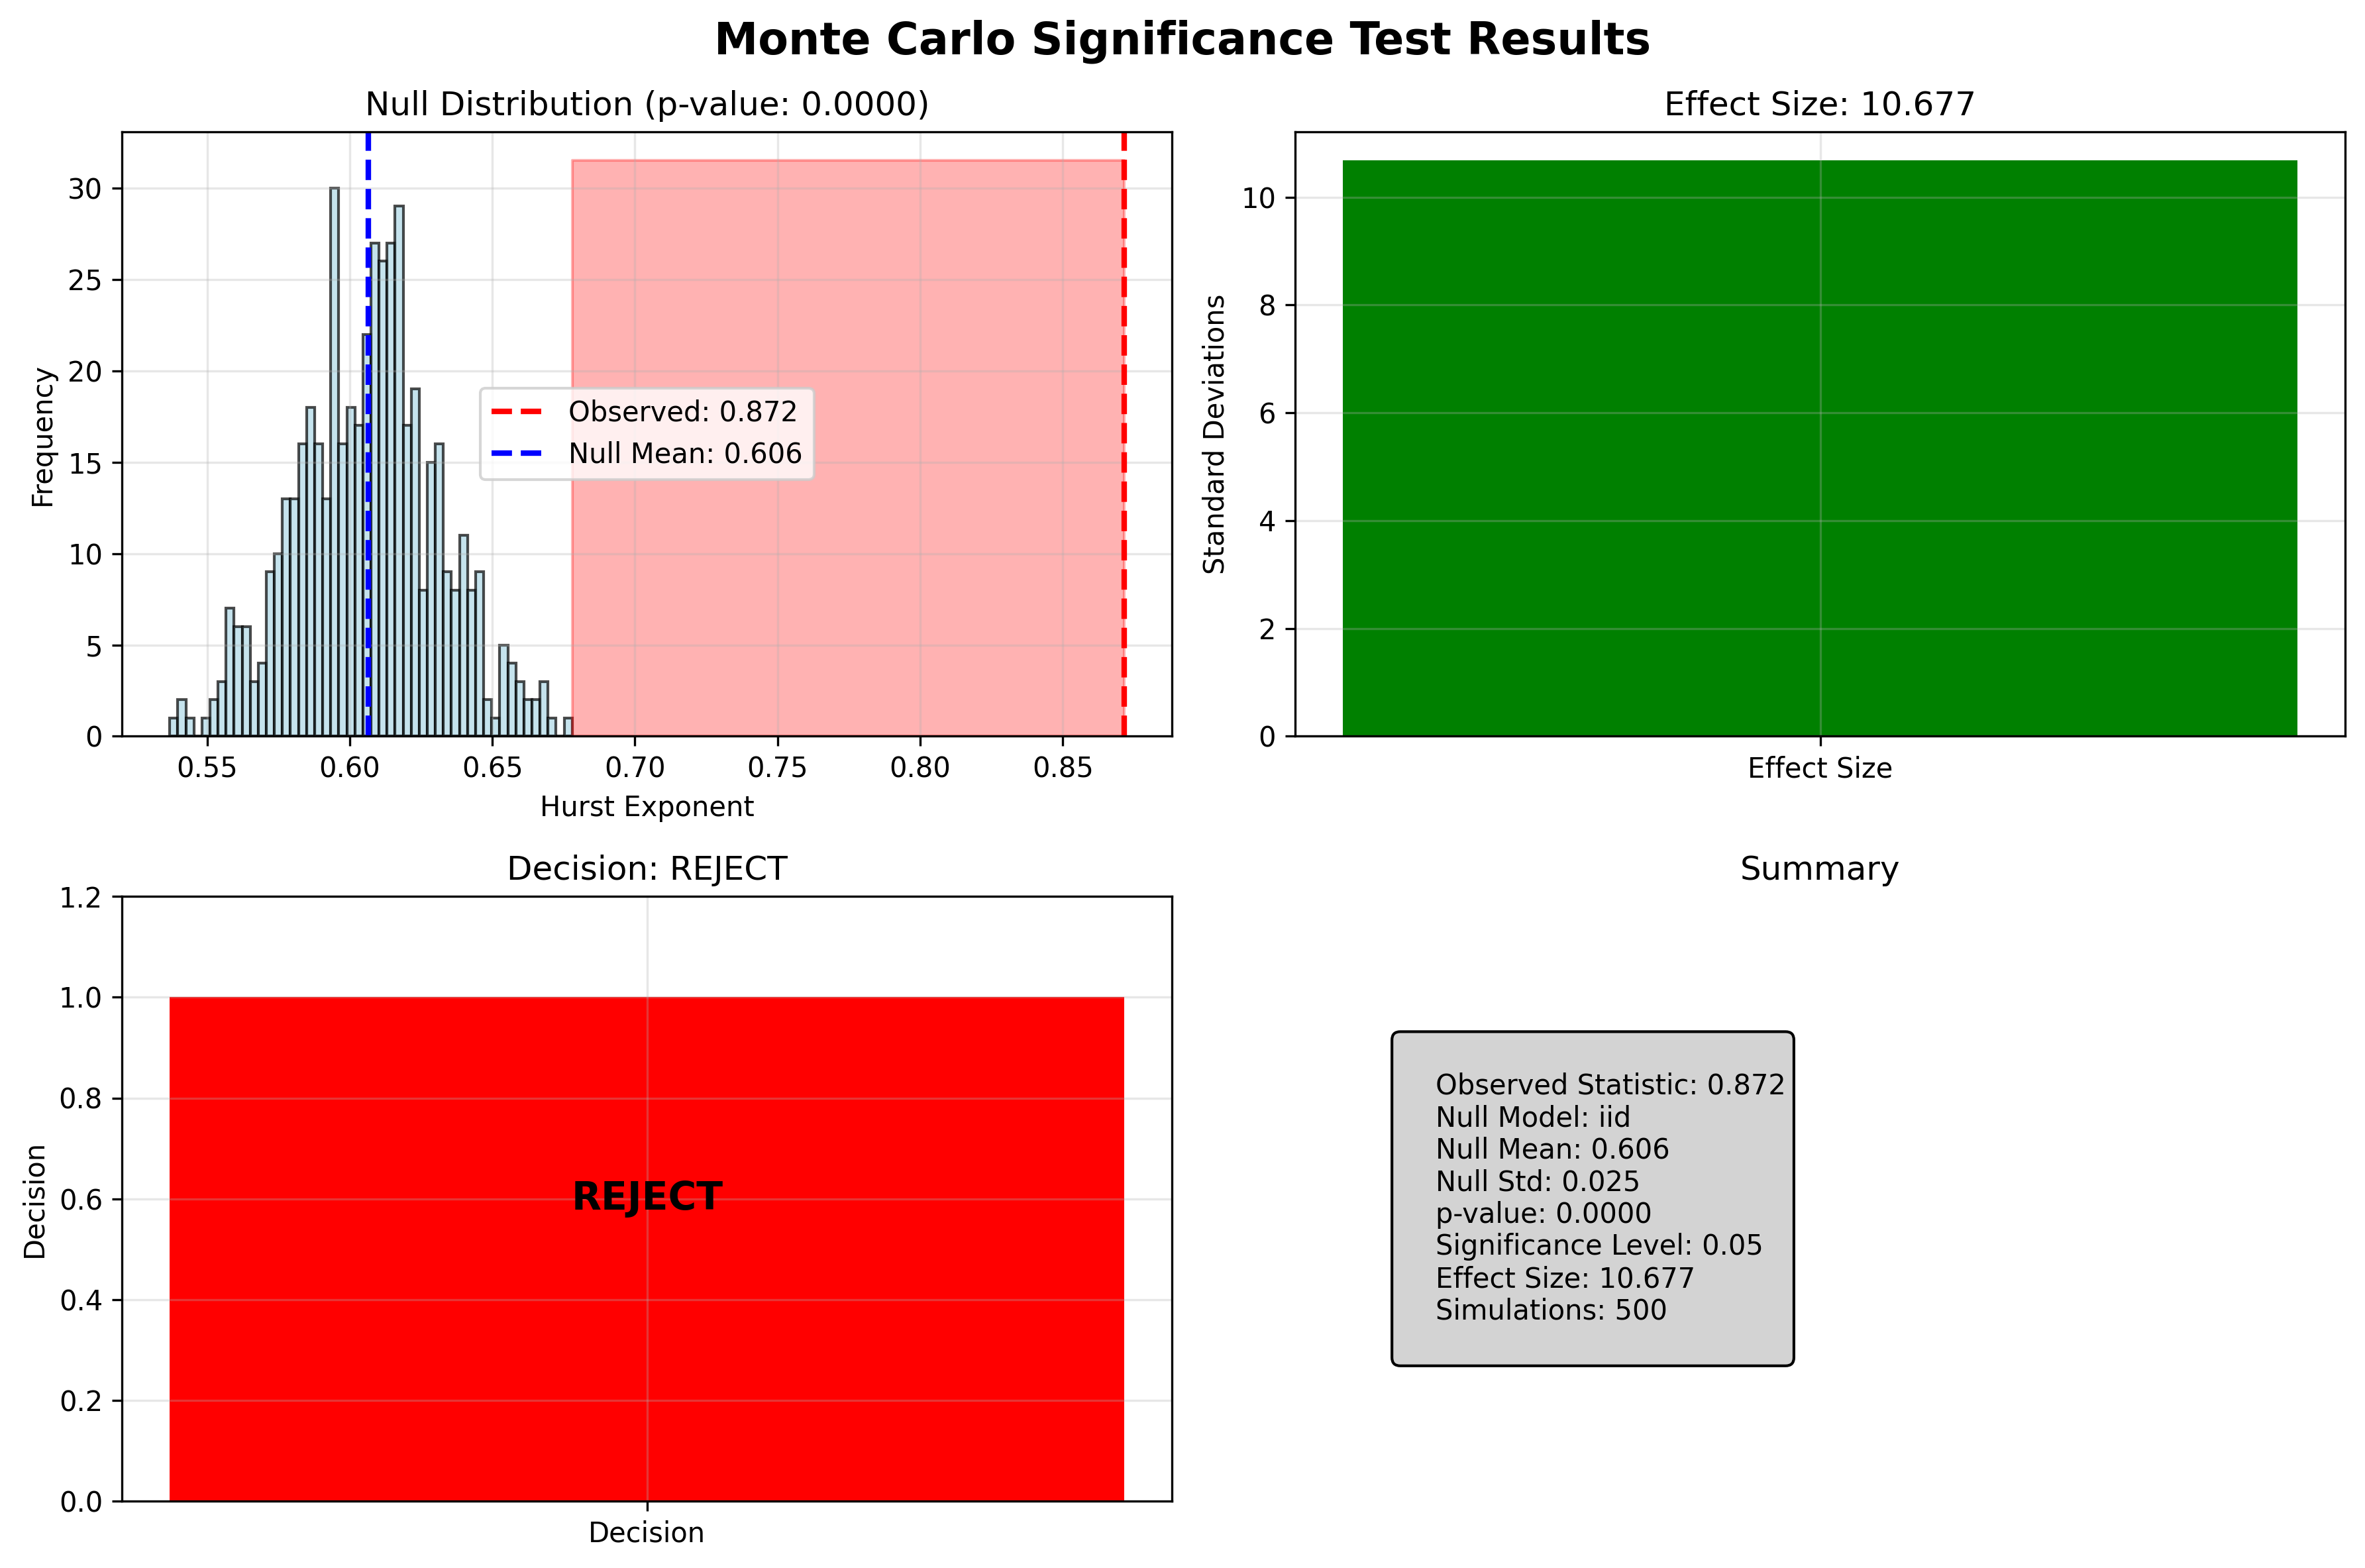 Monte Carlo Significance Test Results
Null Distribution (p-value: 0.0000)
Frequency
30
25
20
15
10
5
0
Observed: 0.872
Null Mean: 0.606
0.55 0.60 0.65 0.70 0.75 0.80 0.85
Hurst Exponent
Effect Size: 10.677
Standard Deviations
10
8
6
4
2
0
Effect Size
Decision: REJECT
Decision
1.2
1.0
0.8
0.6
0.4
0.2
0.0
REJECT
Decision
Summary
Observed Statistic: 0.872
Null Model: iid
Null Mean: 0.606
Null Std: 0.025
p-value: 0.0000
Significance Level: 0.05
Effect Size: 10.677
Simulations: 500